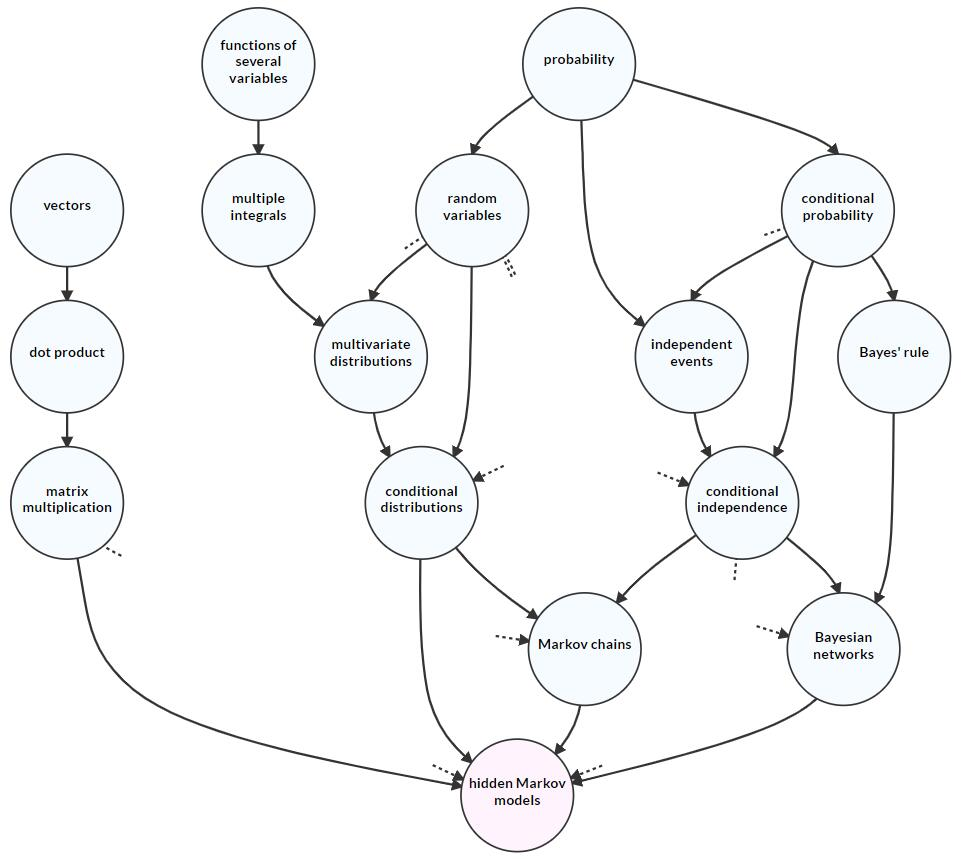 functions of
several
variables
probability
vectors
multiple
integrals
random
variables
conditional
probability
dot product
multivariate
distributions
independent
events
Bayes' rule
matrix
multiplication
conditional
distributions
conditional
independence
Markov chains
Bayesian
networks
hidden Markov
models